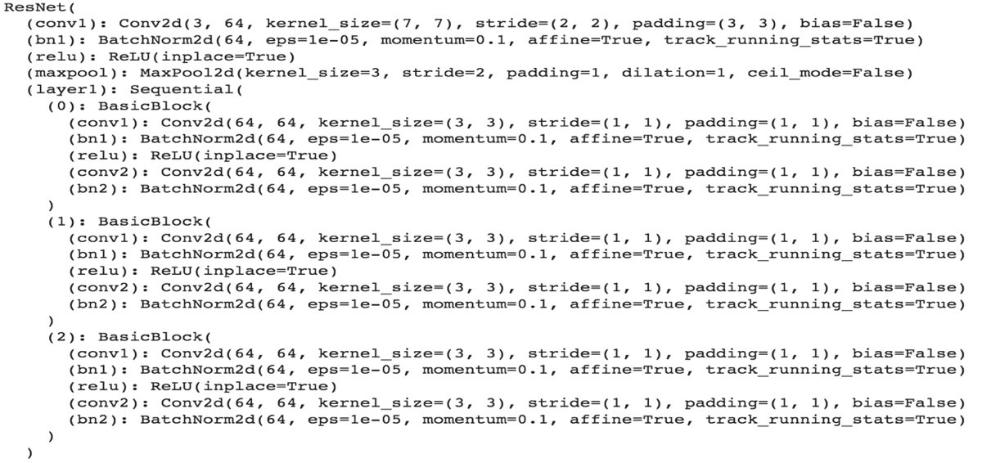 ResNet(
  (conv1): Conv2d(3, 64, kernel_size=(7, 7), stride=(2, 2), padding=(3, 3), bias=False)
  (bn1): BatchNorm2d(64, eps=1e-05, momentum=0.1, affine=True, track_running_stats=True)
  (relu): ReLU(inplace=True)
  (maxpool): MaxPool2d(kernel_size=3, stride=2, padding=1, dilation=1, ceil_mode=False)
  (layer1): Sequential(
    (0): BasicBlock(
      (conv1): Conv2d(64, 64, kernel_size=(3, 3), stride=(1, 1), padding=(1, 1), bias=False)
      (bn1): BatchNorm2d(64, eps=1e-05, momentum=0.1, affine=True, track_running_stats=True)
      (relu): ReLU(inplace=True)
      (conv2): Conv2d(64, 64, kernel_size=(3, 3), stride=(1, 1), padding=(1, 1), bias=False)
      (bn2): BatchNorm2d(64, eps=1e-05, momentum=0.1, affine=True, track_running_stats=True)
    )
    (1): BasicBlock(
      (conv1): Conv2d(64, 64, kernel_size=(3, 3), stride=(1, 1), padding=(1, 1), bias=False)
      (bn1): BatchNorm2d(64, eps=1e-05, momentum=0.1, affine=True, track_running_stats=True)
      (relu): ReLU(inplace=True)
      (conv2): Conv2d(64, 64, kernel_size=(3, 3), stride=(1, 1), padding=(1, 1), bias=False)
      (bn2): BatchNorm2d(64, eps=1e-05, momentum=0.1, affine=True, track_running_stats=True)
    )
    (2): BasicBlock(
      (conv1): Conv2d(64, 64, kernel_size=(3, 3), stride=(1, 1), padding=(1, 1), bias=False)
      (bn1): BatchNorm2d(64, eps=1e-05, momentum=0.1, affine=True, track_running_stats=True)
      (relu): ReLU(inplace=True)
      (conv2): Conv2d(64, 64, kernel_size=(3, 3), stride=(1, 1), padding=(1, 1), bias=False)
      (bn2): BatchNorm2d(64, eps=1e-05, momentum=0.1, affine=True, track_running_stats=True)
    )
  )